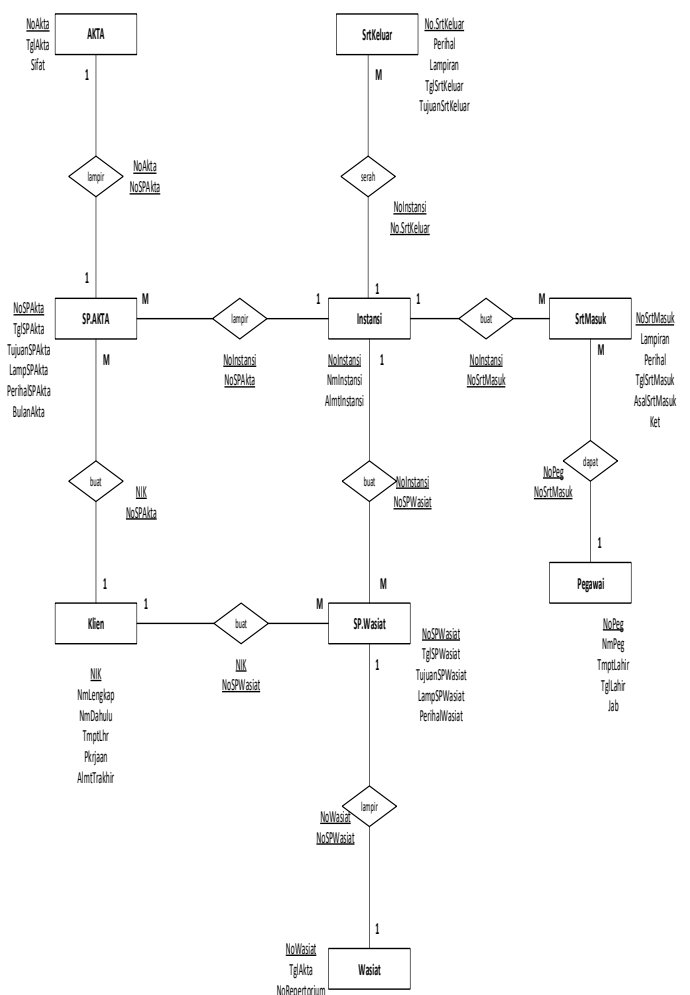 NoAkta
TglAkta
Sifat
AKTA
1
lampir
NoAkta
NoSPAkta
1
SrtKeluar
No.SrtKeluar
Perihal
Lampiran
TglSrtKeluar
TujuanSrtKeluar
M
serah
NoInstansi
No.SrtKeluar
1
NoSPAkta
TglSPAkta
TujuanSPAkta
LampSPAkta
PerihalSPAkta
BulanAkta
SP.AKTA
M
lampir
1
NoInstansi
NoSPAkta
Instansi
NoInstansi
NmInstansi
AlmtInstansi
1
buat
M
NoInstansi
NoSrtMasuk
SrtMasuk
NoSrtMasuk
Lampiran
Perihal
TglSrtMasuk
AsalSrtMasuk
Ket
M
buat
NIK
NoSPAkta
1
1
buat
NoInstansi
NoSPWasiat
M
M
dapat
NoPeg
NoSrtMasuk
1
Pegawai
NoPeg
NmPeg
TmptLahir
TglLahir
Jab
Klien
NIK
NmLengkap
NmDahulu
TmptLhr
Pkrjaan
AlmtTrakhir
1
buat
M
NIK
NoSPWasiat
SP.Wasiat
NoSPWasiat
TglSPWasiat
TujuanSPWasiat
LampSPWasiat
PerihalWasiat
1
lampir
NoWasiat
NoSPWasiat
1
Wasiat
NoWasiat
TglAkta
NoRepertorium